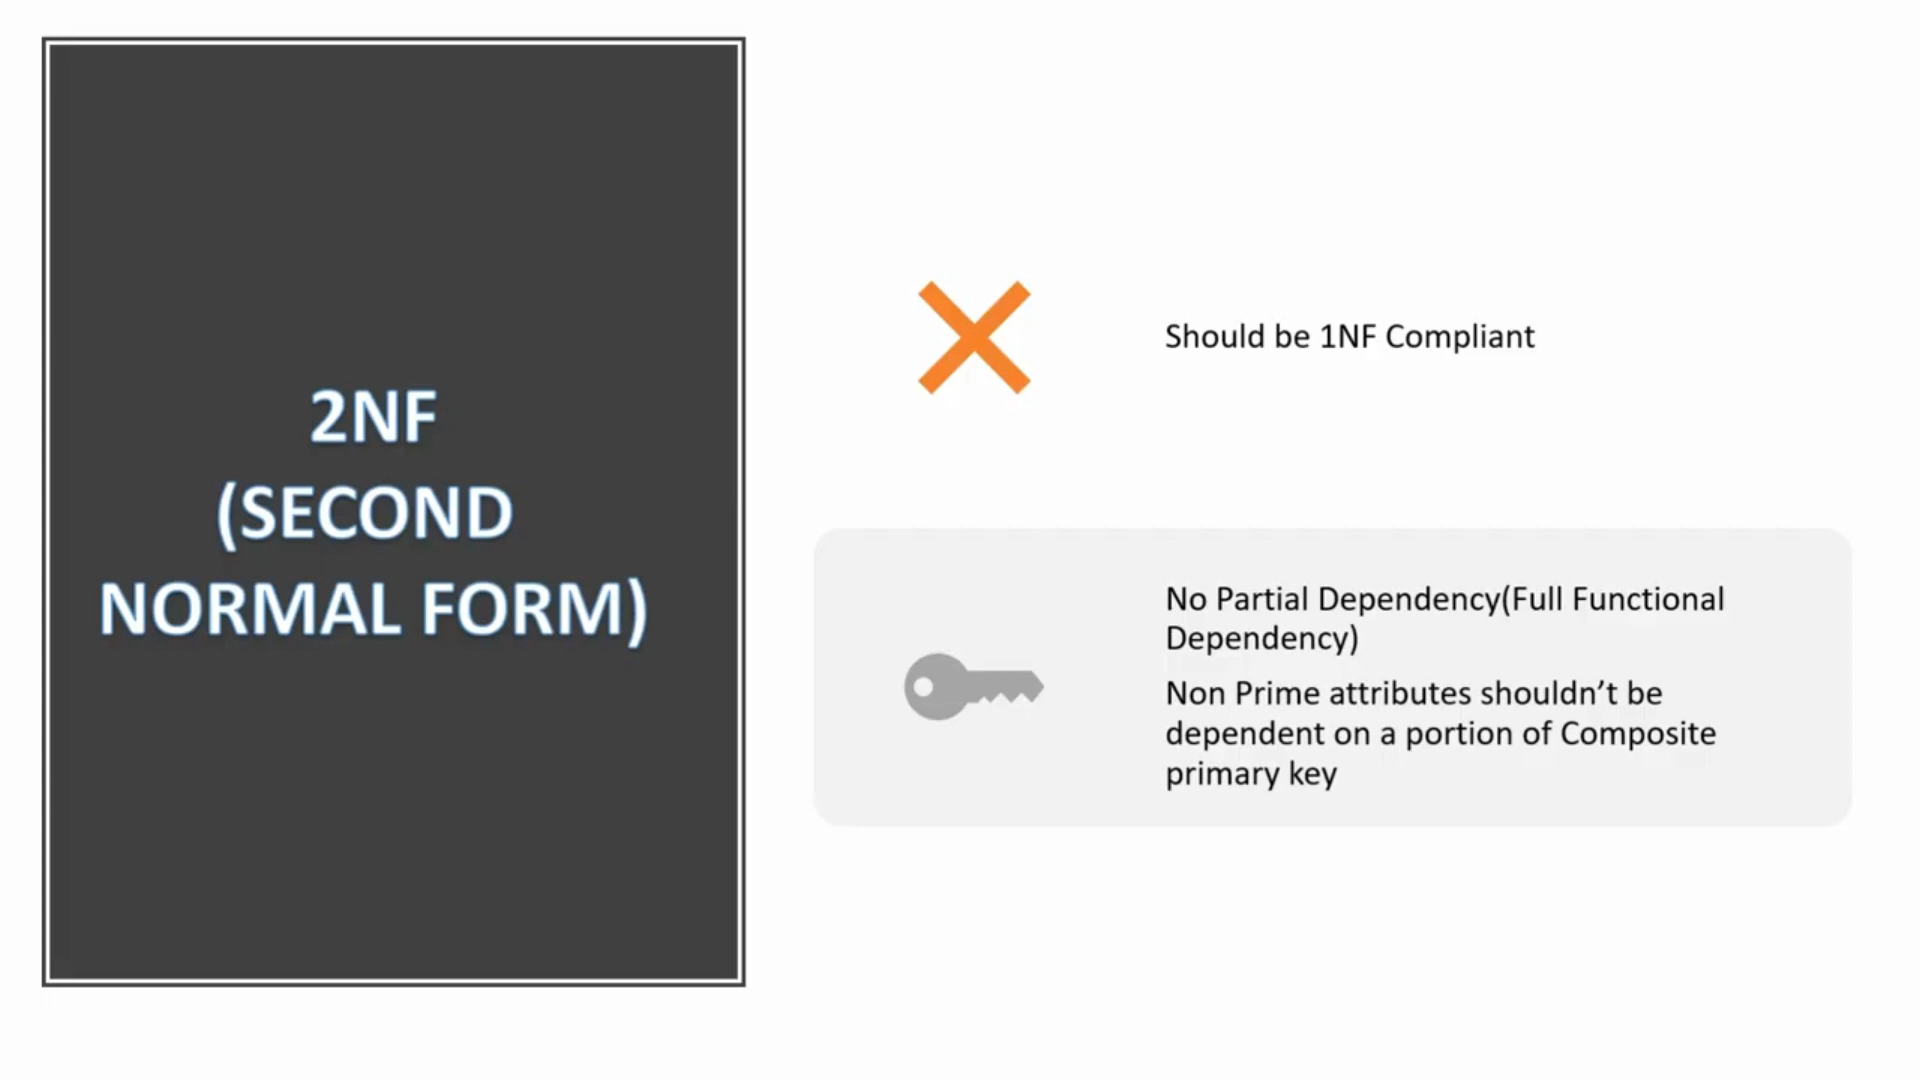 2NF
(SECOND
NORMAL FORM)
Should be 1NF Compliant
No Partial Dependency(Full Functional
Dependency)
Non Prime attributes shouldn’t be
dependent on a portion of Composite
primary key